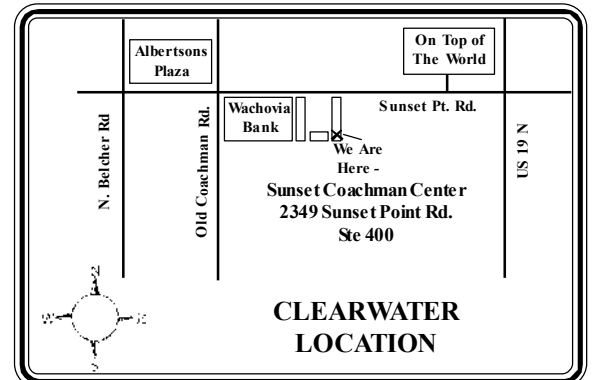 Albertsons
Plaza
On Top of
The World
Wachovia
Bank
Sunset Pt. Rd.
N. Belcher Rd
Old Coachman Rd.
US 19 N
We Are
Here -
Sunset Coachman Center
2349 Sunset Point Rd.
Ste 400
N
W
E
CLEARWATER
LOCATION